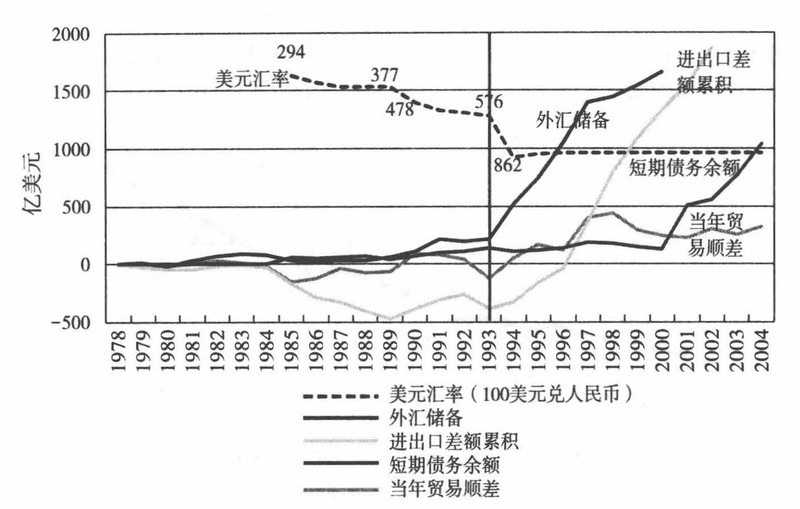 2000
1500
1000
500
0
-500
亿美元
294
美元汇率
377
478
576
862
外汇储备
进出口差
额累积
短期债务余额
当年贸
易顺差
1978
1979
1980
1981
1982
1983
1984
1985
1986
1987
1988
1989
1990
1991
1992
1993
1994
1995
1996
1997
1998
1999
2000
2001
2002
2003
2004
美元汇率（100美元兑人民币）
外汇储备
进出口差额累积
短期债务余额
当年贸易顺差